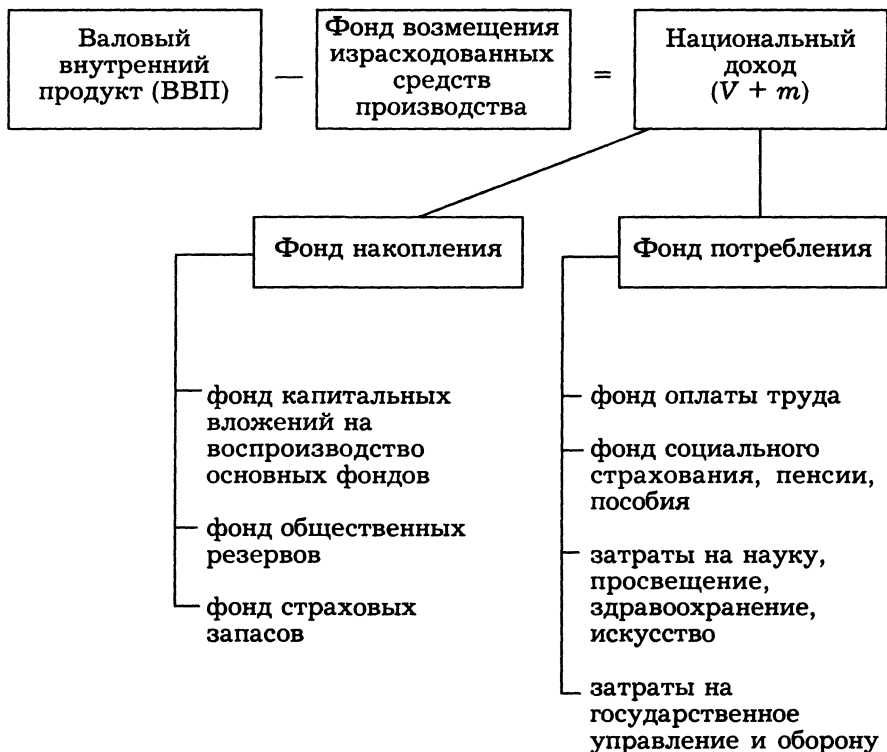 Валовый
внутренний
продукт (ВВП)
—
Фонд возмещения
израсходованных
средств
производства
=
Национальный
доход
(V + m)
Фонд накопления
фонд капитальных
вложений на
воспроизводство
основных фондов
фонд общественных
резервов
фонд страховых
запасов
Фонд потребления
фонд оплаты труда
фонд социального
страхования, пенсии,
пособия
затраты на науку,
просвещение,
здравоохранение,
искусство
затраты на
государственное
управление и оборону